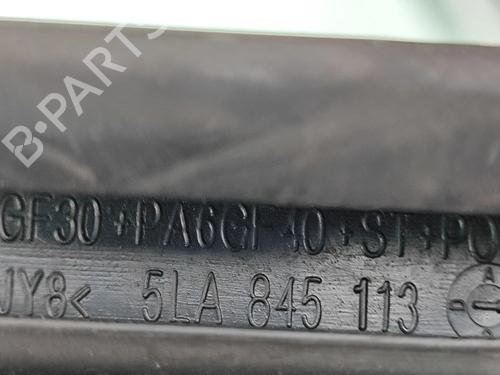 B-PARTS
GF30+PA6GF40+ST+PO
JY8< 5LA 845 113
A